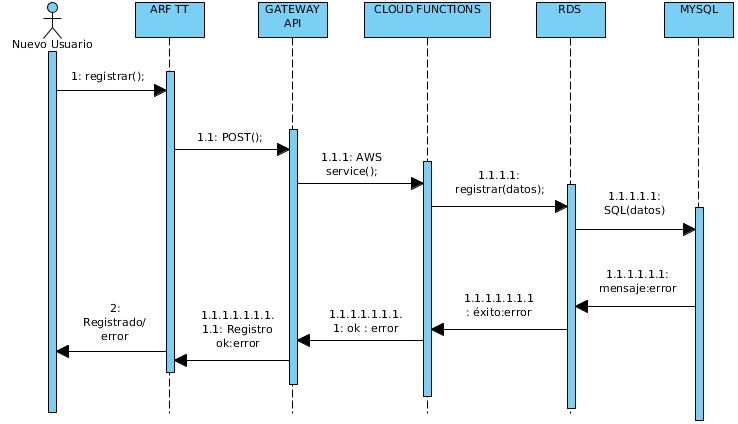 ARF TT
GATEWAY
API
CLOUD FUNCTIONS
RDS
MYSQL
Nuevo Usuario
1: registrar();
1.1: POST();
1.1.1: AWS
service();
1.1.1.1:
registrar(datos);
1.1.1.1.1:
SQL(datos)
1.1.1.1.1.1:
mensaje:error
1.1.1.1.1.1.1
: éxito:error
1.1.1.1.1.1.1.
1: ok : error
1.1.1.1.1.1.1.
1.1: Registro
ok:error
2:
Registrado/
error